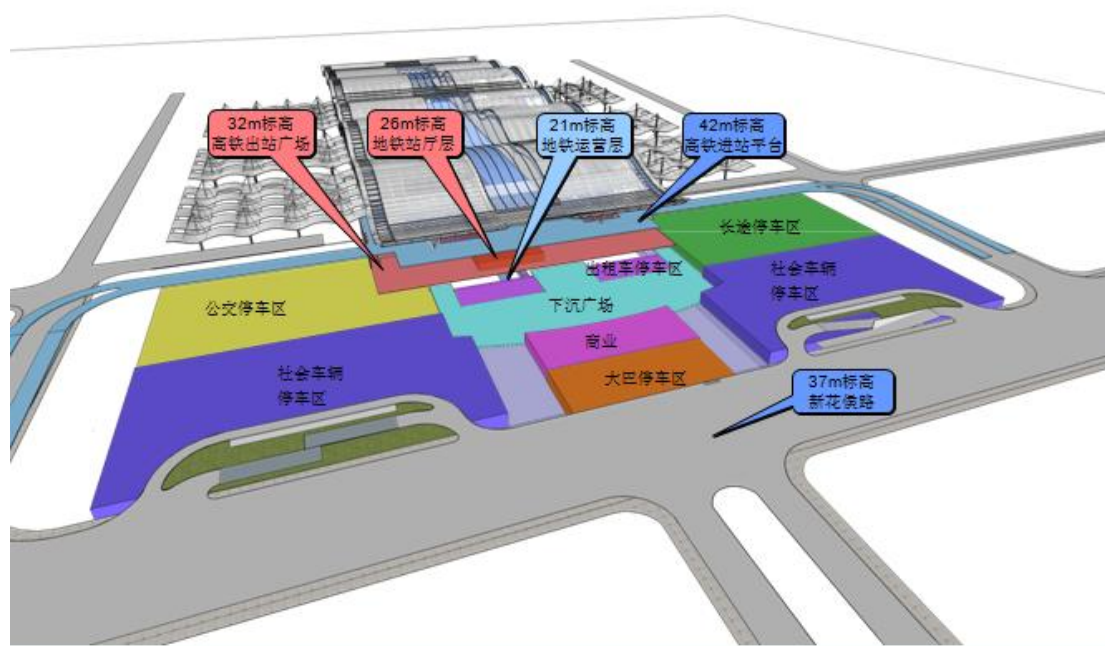 32m标高
高铁出站广场
26m标高
地铁站厅层
21m标高
地铁运营层
42m标高
高铁进站平台
长途停车区
出租车停车区
社会车辆
停车区
公交停车区
下沉广场
商业
社会车辆
停车区
大巴停车区
37m标高
新花侯路